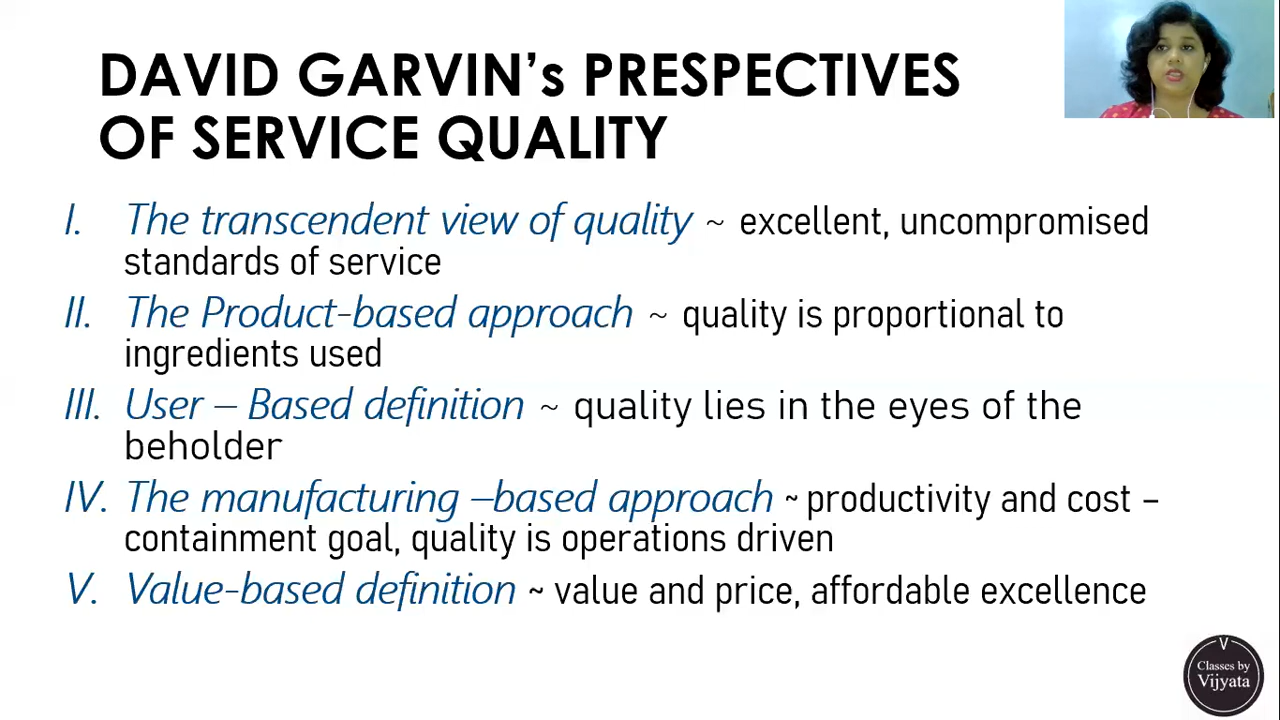 DAVID GARVIN's PRESPECTIVES
OF SERVICE QUALITY
I. The transcendent view of quality ~ excellent, uncompromised
standards of service
II. The Product-based approach ~ quality is proportional to
ingredients used
III. User – Based definition ~ quality lies in the eyes of the
beholder
IV. The manufacturing –based approach ~ productivity and cost –
containment goal, quality is operations driven
V. Value-based definition ~ value and price, affordable excellence
V
Classes by
Vijyata